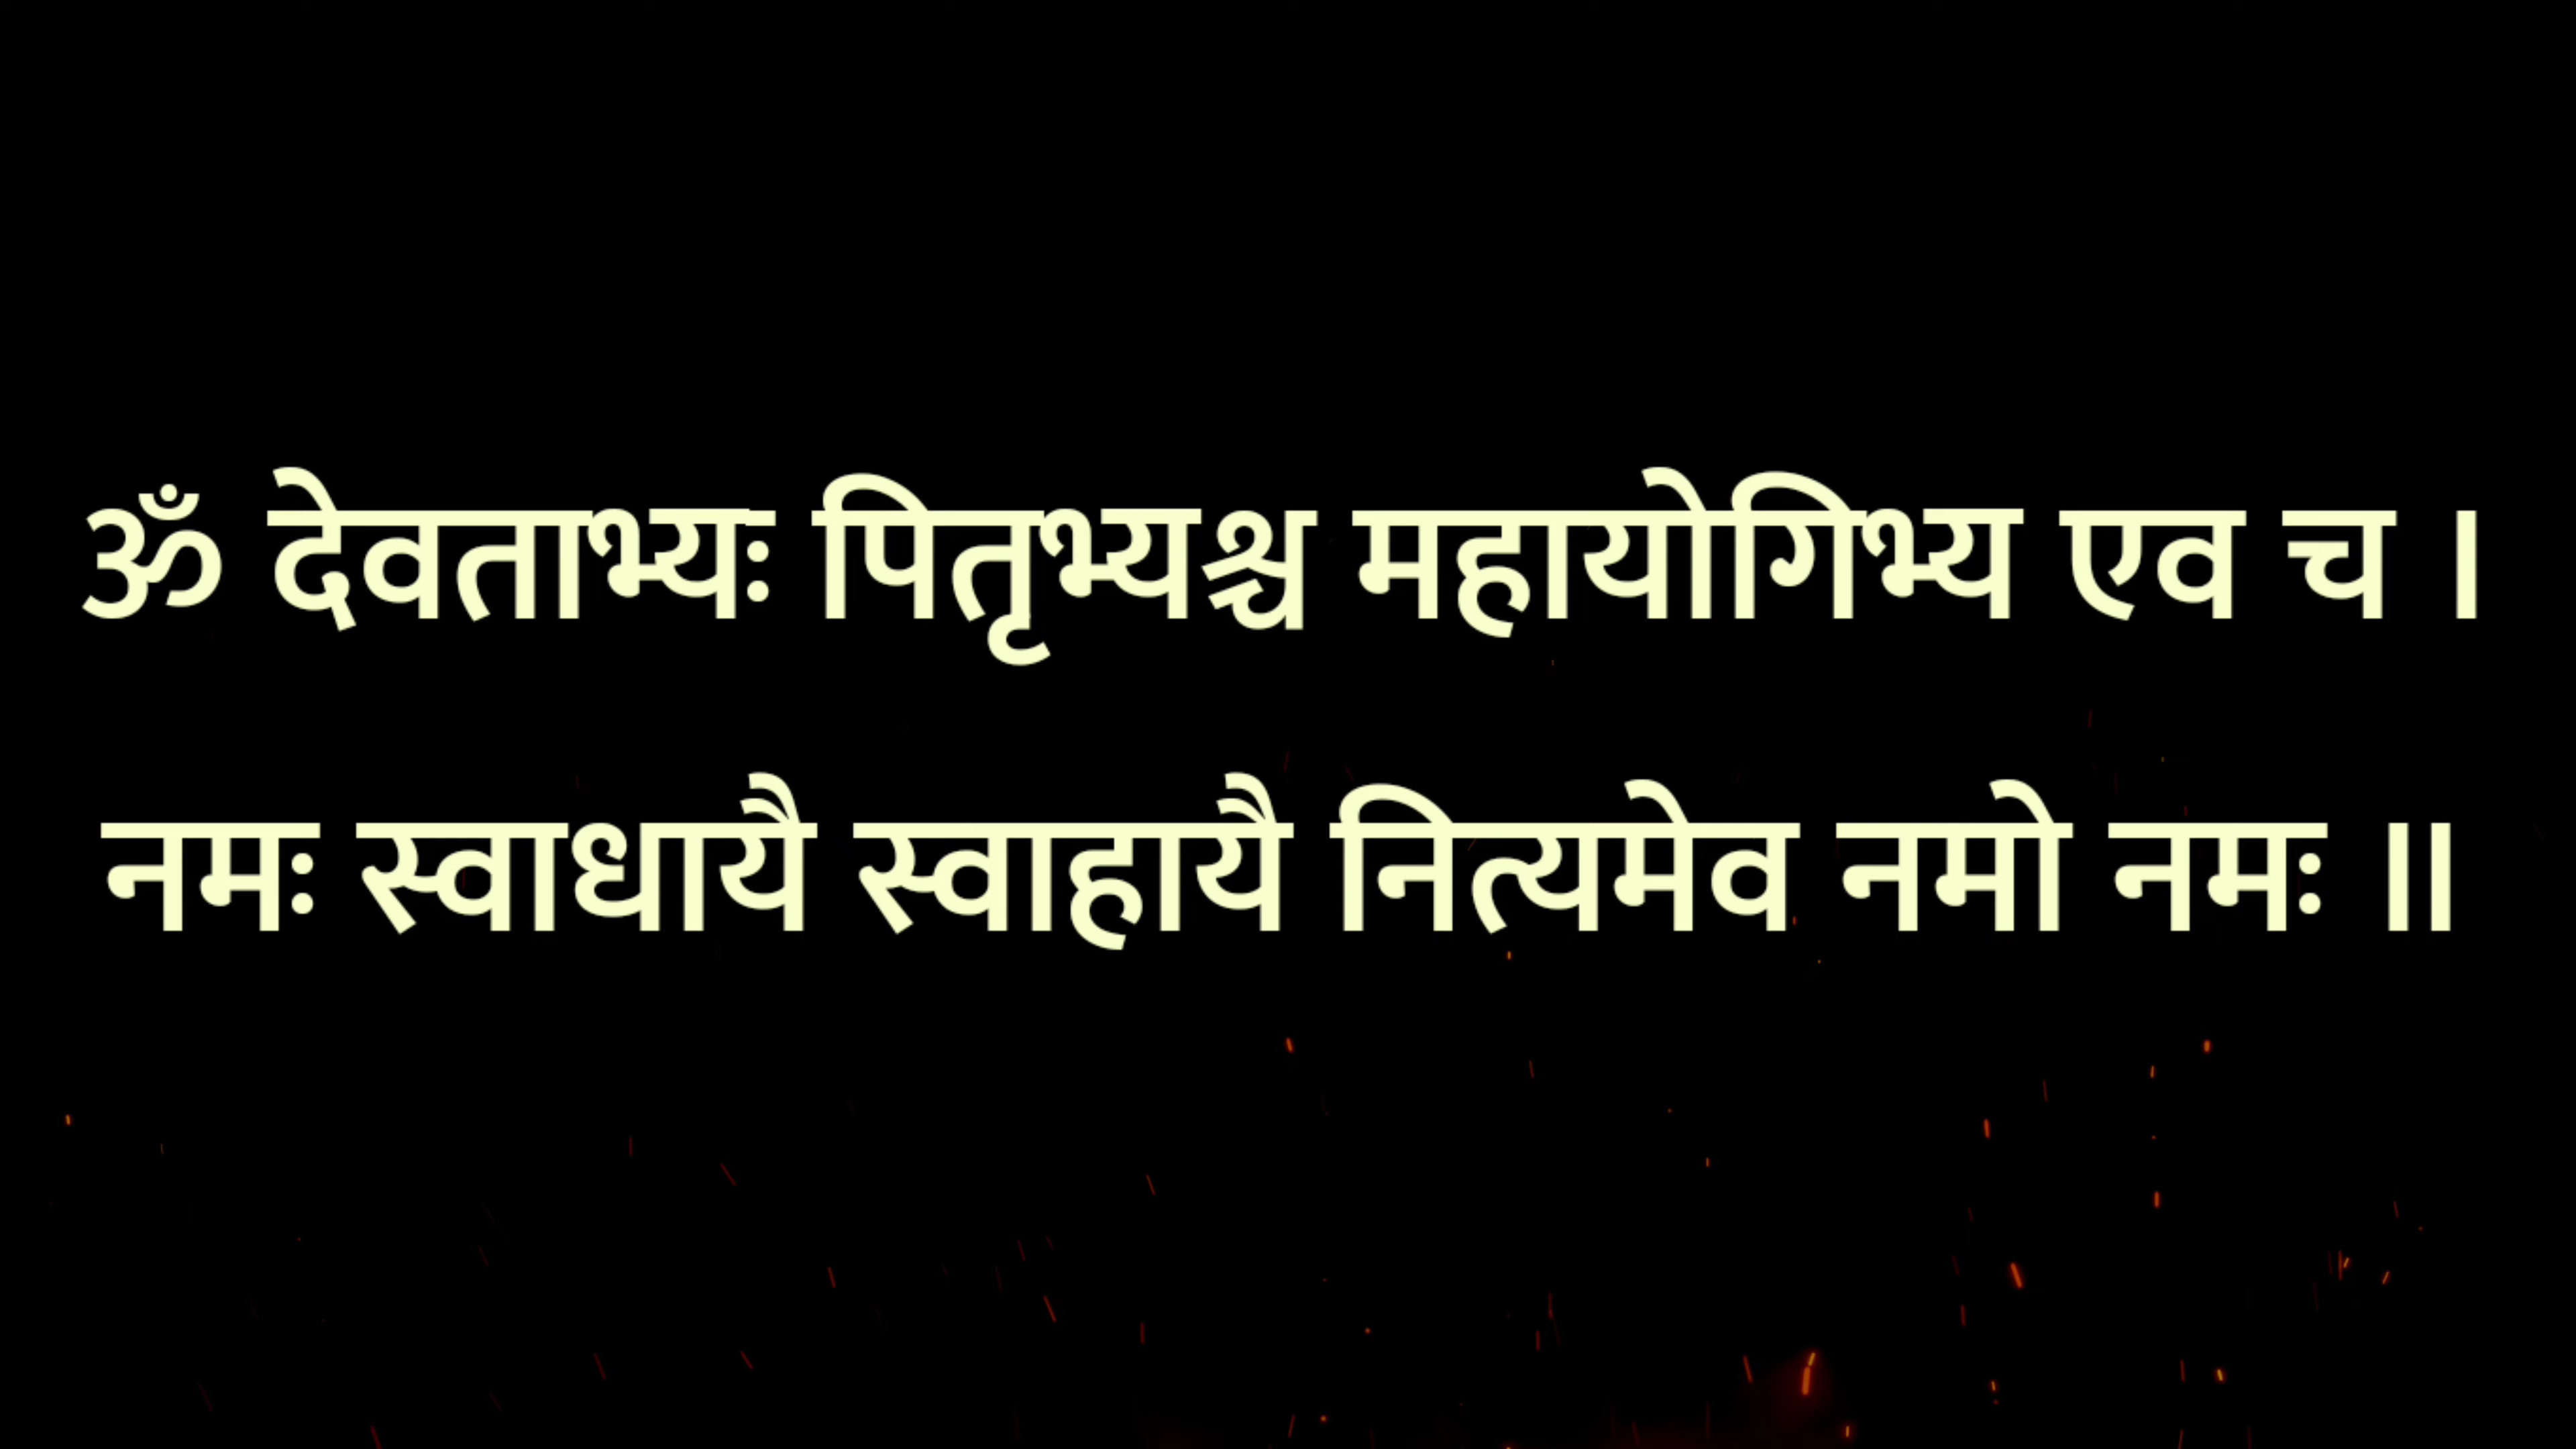 ॐ देवताभ्यः पितृभ्यश्च महायोगिभ्य एव च ।
नमः स्वाधायै स्वाहायै नित्यमेव नमो नमः ॥